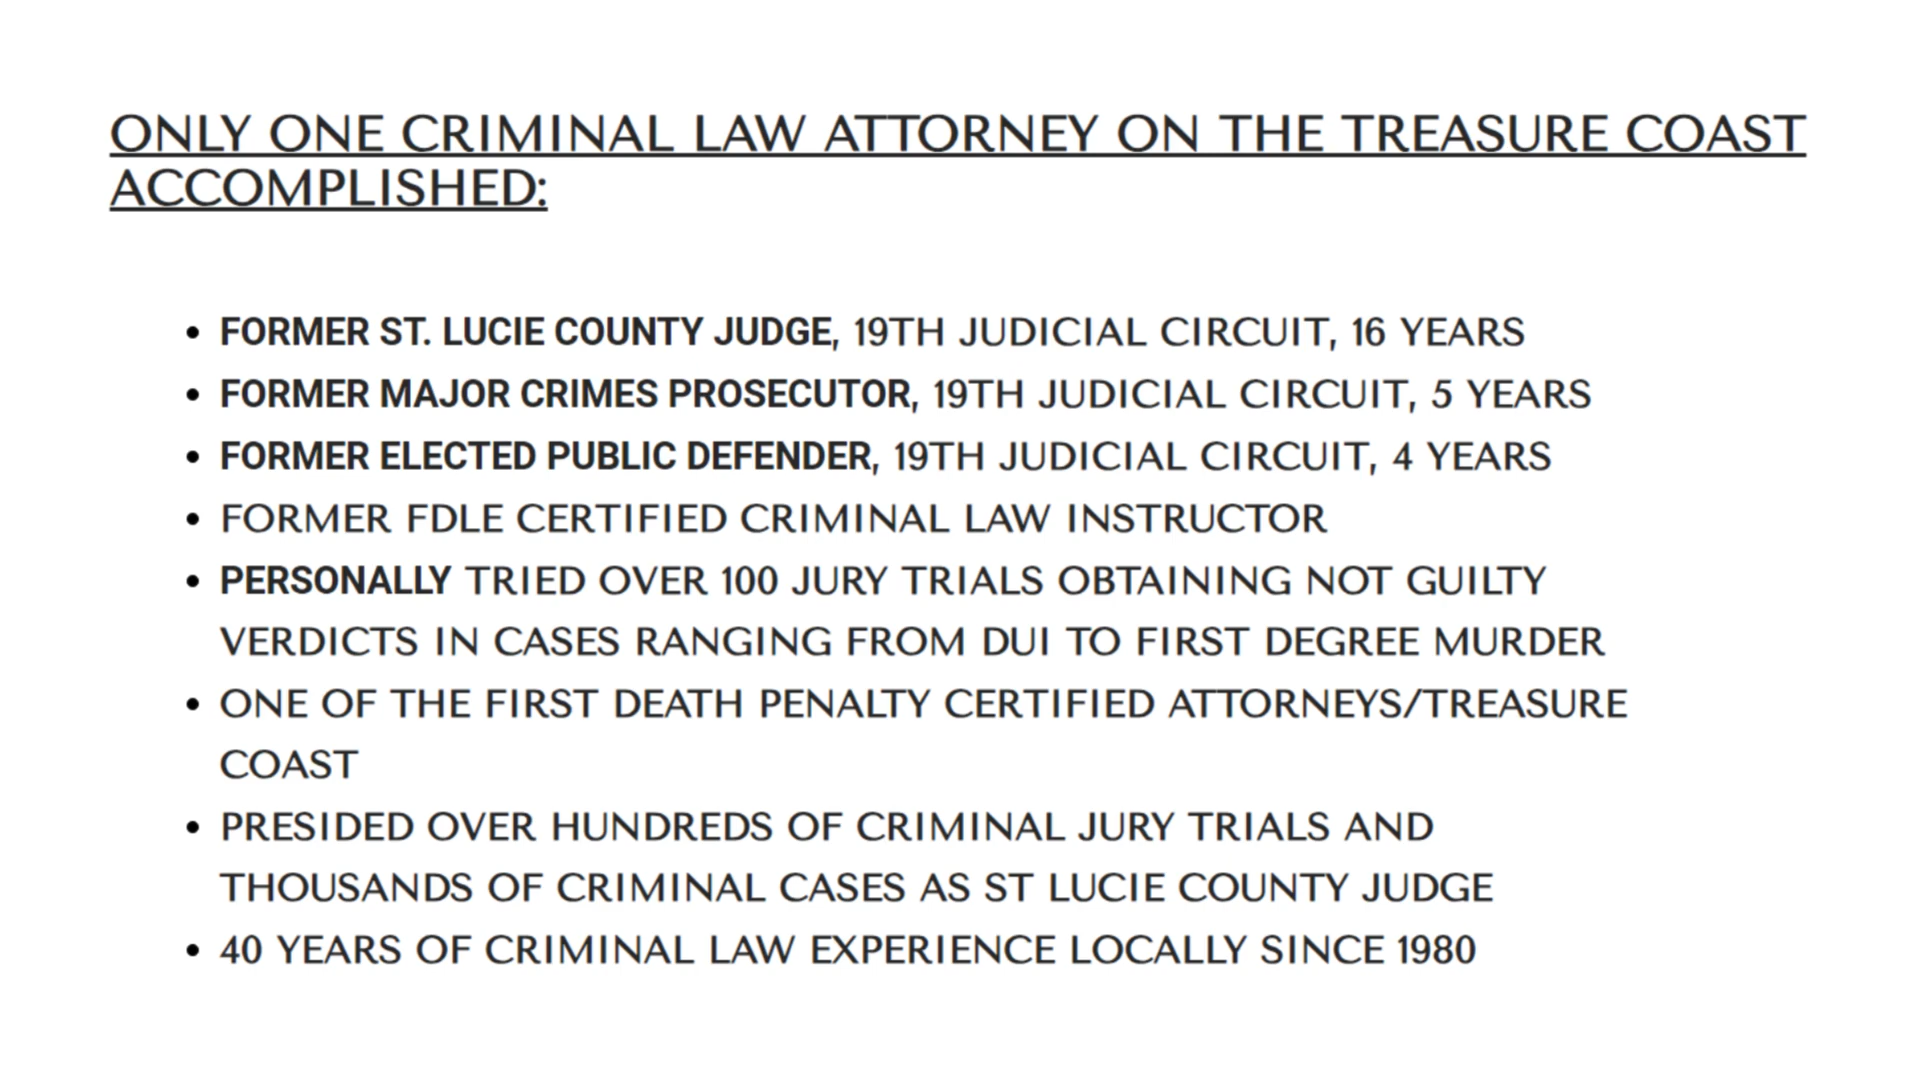 ONLY ONE CRIMINAL LAW ATTORNEY ON THE TREASURE COAST
ACCOMPLISHED:
• FORMER ST. LUCIE COUNTY JUDGE, 19TH JUDICIAL CIRCUIT, 16 YEARS
• FORMER MAJOR CRIMES PROSECUTOR, 19TH JUDICIAL CIRCUIT, 5 YEARS
• FORMER ELECTED PUBLIC DEFENDER, 19TH JUDICIAL CIRCUIT, 4 YEARS
• FORMER FDLE CERTIFIED CRIMINAL LAW INSTRUCTOR
• PERSONALLY TRIED OVER 100 JURY TRIALS OBTAINING NOT GUILTY
VERDICTS IN CASES RANGING FROM DUI TO FIRST DEGREE MURDER
• ONE OF THE FIRST DEATH PENALTY CERTIFIED ATTORNEYS/TREASURE
COAST
• PRESIDED OVER HUNDREDS OF CRIMINAL JURY TRIALS AND
THOUSANDS OF CRIMINAL CASES AS ST LUCIE COUNTY JUDGE
• 40 YEARS OF CRIMINAL LAW EXPERIENCE LOCALLY SINCE 1980